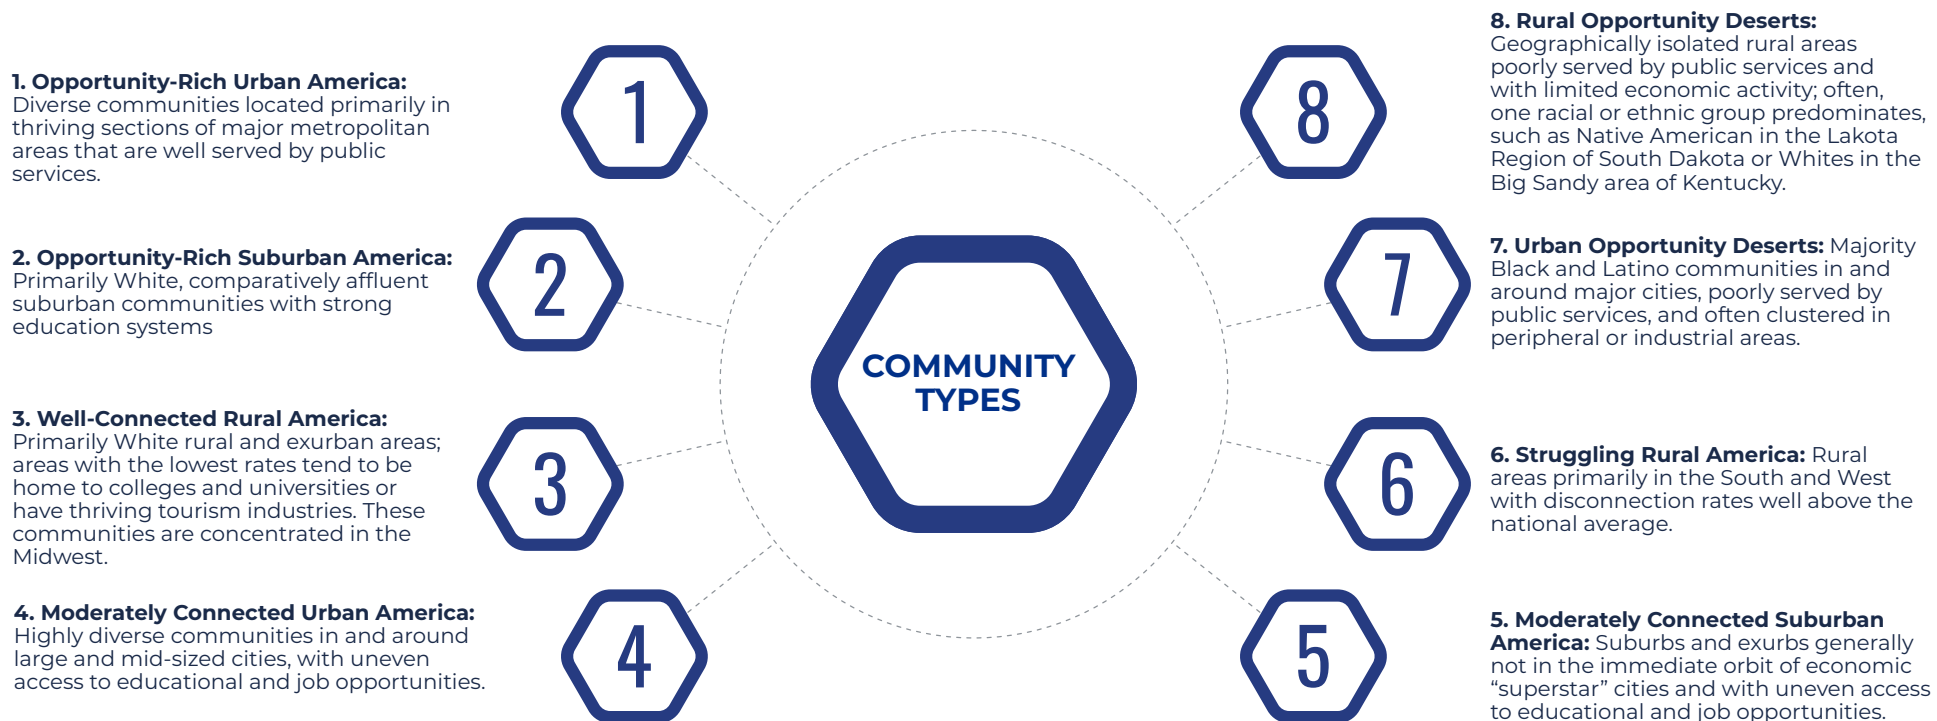 1. Opportunity-Rich Urban America:
Diverse communities located primarily in
thriving sections of major metropolitan
areas that are well served by public
services.
2. Opportunity-Rich Suburban America:
Primarily White, comparatively affluent
suburban communities with strong
education systems
3. Well-Connected Rural America:
Primarily White rural and exurban areas;
areas with the lowest rates tend to be
home to colleges and universities or
have thriving tourism industries. These
communities are concentrated in the
Midwest.
4. Moderately Connected Urban America:
Highly diverse communities in and around
large and mid-sized cities, with uneven
access to educational and job opportunities.
1
2
3
4
COMMUNITY
TYPES
8
7
6
5
8. Rural Opportunity Deserts:
Geographically isolated rural areas
poorly served by public services and
with limited economic activity; often,
one racial or ethnic group predominates,
such as Native American in the Lakota
Region of South Dakota or Whites in the
Big Sandy area of Kentucky.
7. Urban Opportunity Deserts: Majority
Black and Latino communities in and
around major cities, poorly served by
public services, and often clustered in
peripheral or industrial areas.
6. Struggling Rural America: Rural
areas primarily in the South and West
with disconnection rates well above the
national average.
5. Moderately Connected Suburban
America: Suburbs and exurbs generally
not in the immediate orbit of economic
“superstar” cities and with uneven access
to educational and job opportunities.